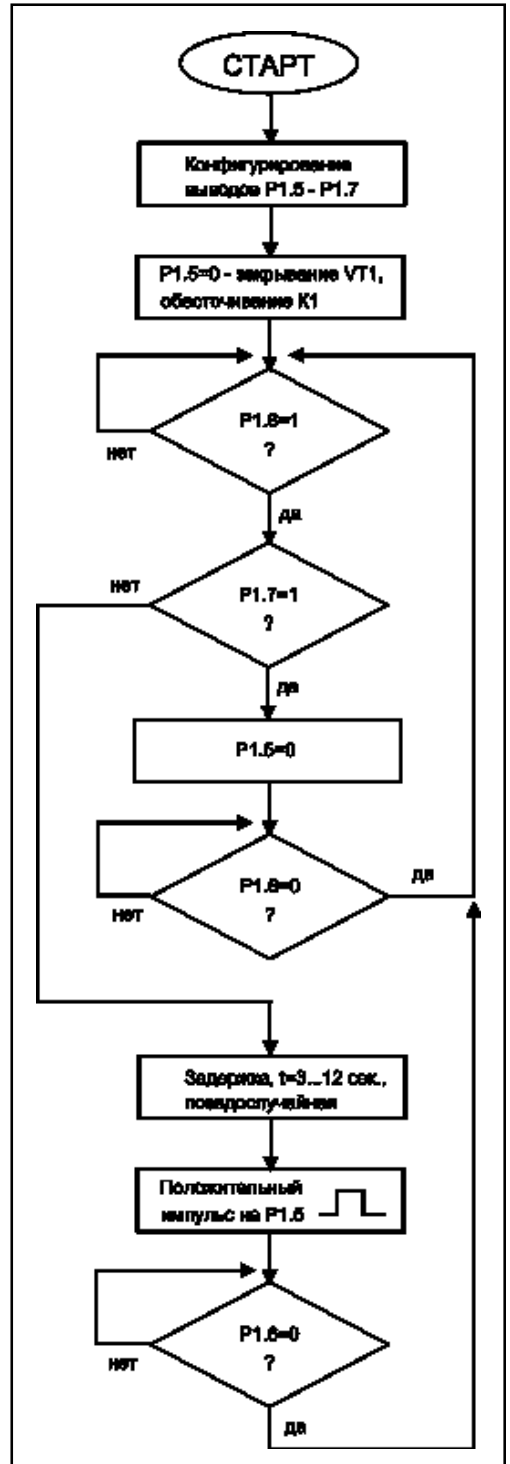 СТАРТ
Конфигурирование
выводов P1.5 - P1.7
P1.5=0 - закрывание VT1,
обесточивание К1
P1.6=1
?
нет
да
нет
P1.7=1
?
да
P1.5=0
P1.6=0
?
нет
да
Задержка, t=3...12 сек.,
псевдослучайная
Положительный
импульс на P1.5
P1.6=0
?
нет
да